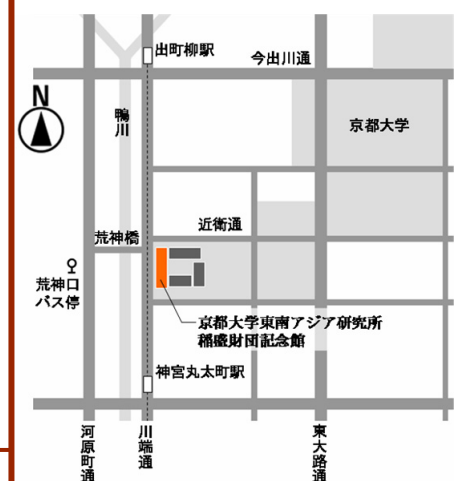 出町柳駅
今出川通
N
鴨川
京都大学
近衛通
荒神橋
荒神口
バス停
京都大学東南アジア研究所
稲盛財団記念館
神宮丸太町駅
河原町通
川端通
東大路通